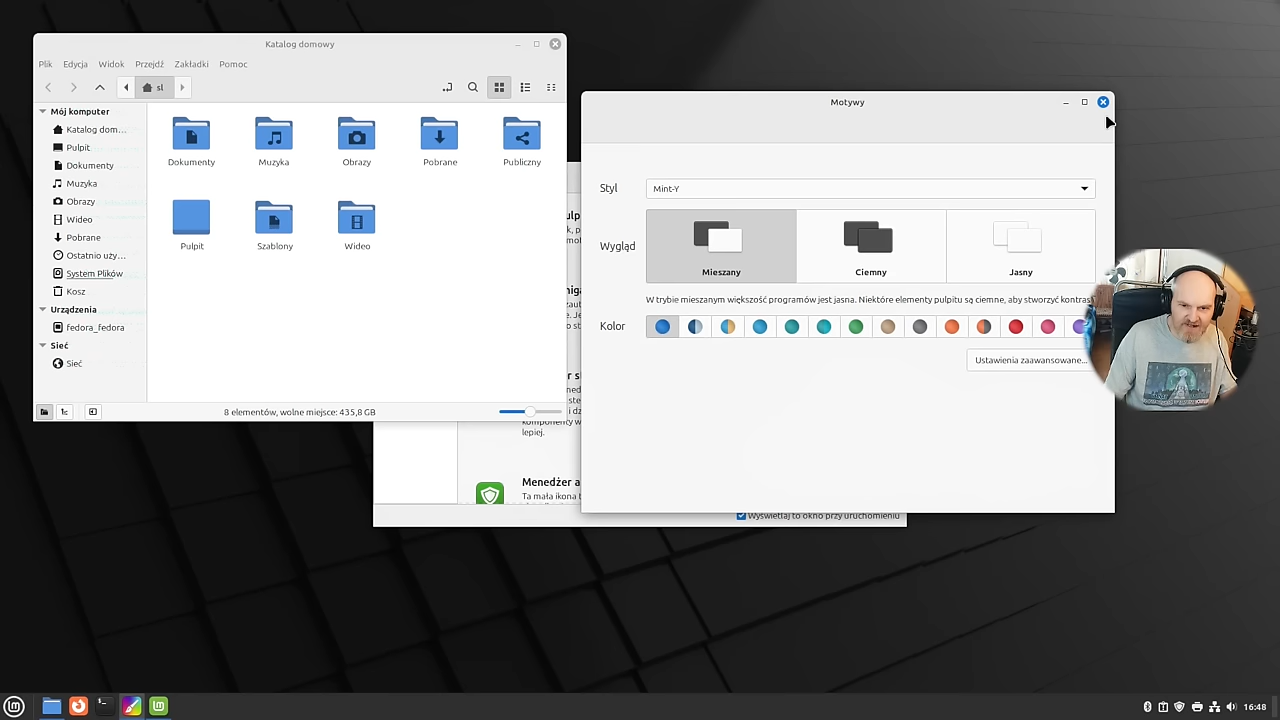 Katalog domowy
Plik Edycja Widok Przejdź Zakładki Pomoc
sl
Mój komputer
Katalog dom...
Pulpit
Dokumenty
Muzyka
Obrazy
Wideo
Pobrane
Ostatnio uży...
System Plików
Kosz
Urządzenia
fedora_fedora
Sieć
Sieć
Dokumenty Muzyka Obrazy Pobrane Publiczny
Pulpit Szablony Wideo
8 elementów, wolne miejsce: 435,8 GB
lepiej.
Menedżer a
Ta mała ikona t
Wyświetlaj to okno przy uruchomieniu
Motywy
Styl Mint-Y
Wygląd
Mieszany Ciemny Jasny
W trybie mieszanym większość programów jest jasna. Niektóre elementy pulpitu są ciemne, aby stworzyć kontras
Kolor
Ustawienia zaawansowane...
16:48